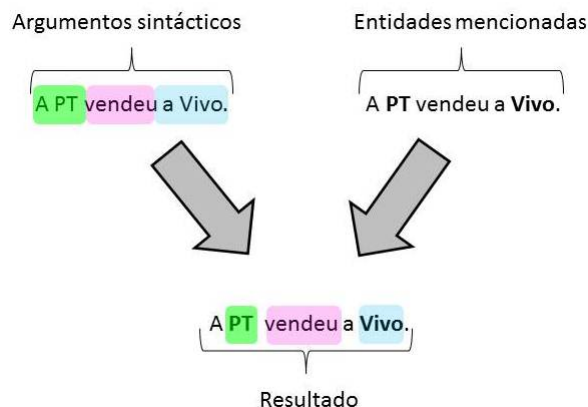 Argumentos sintácticos
Entidades mencionadas
A PT vendeu a Vivo.
A PT vendeu a Vivo.
A PT vendeu a Vivo.
Resultado